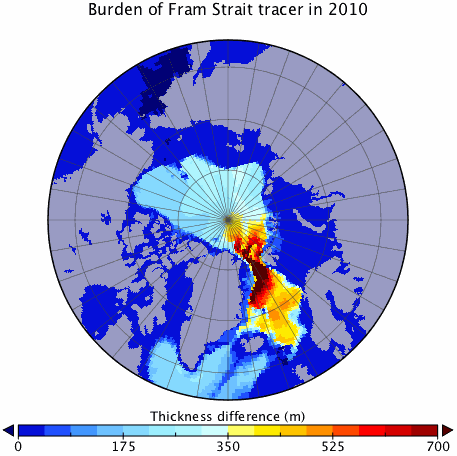 Burden of Fram Strait tracer in 2010
Thickness difference (m)
0 175 350 525 700